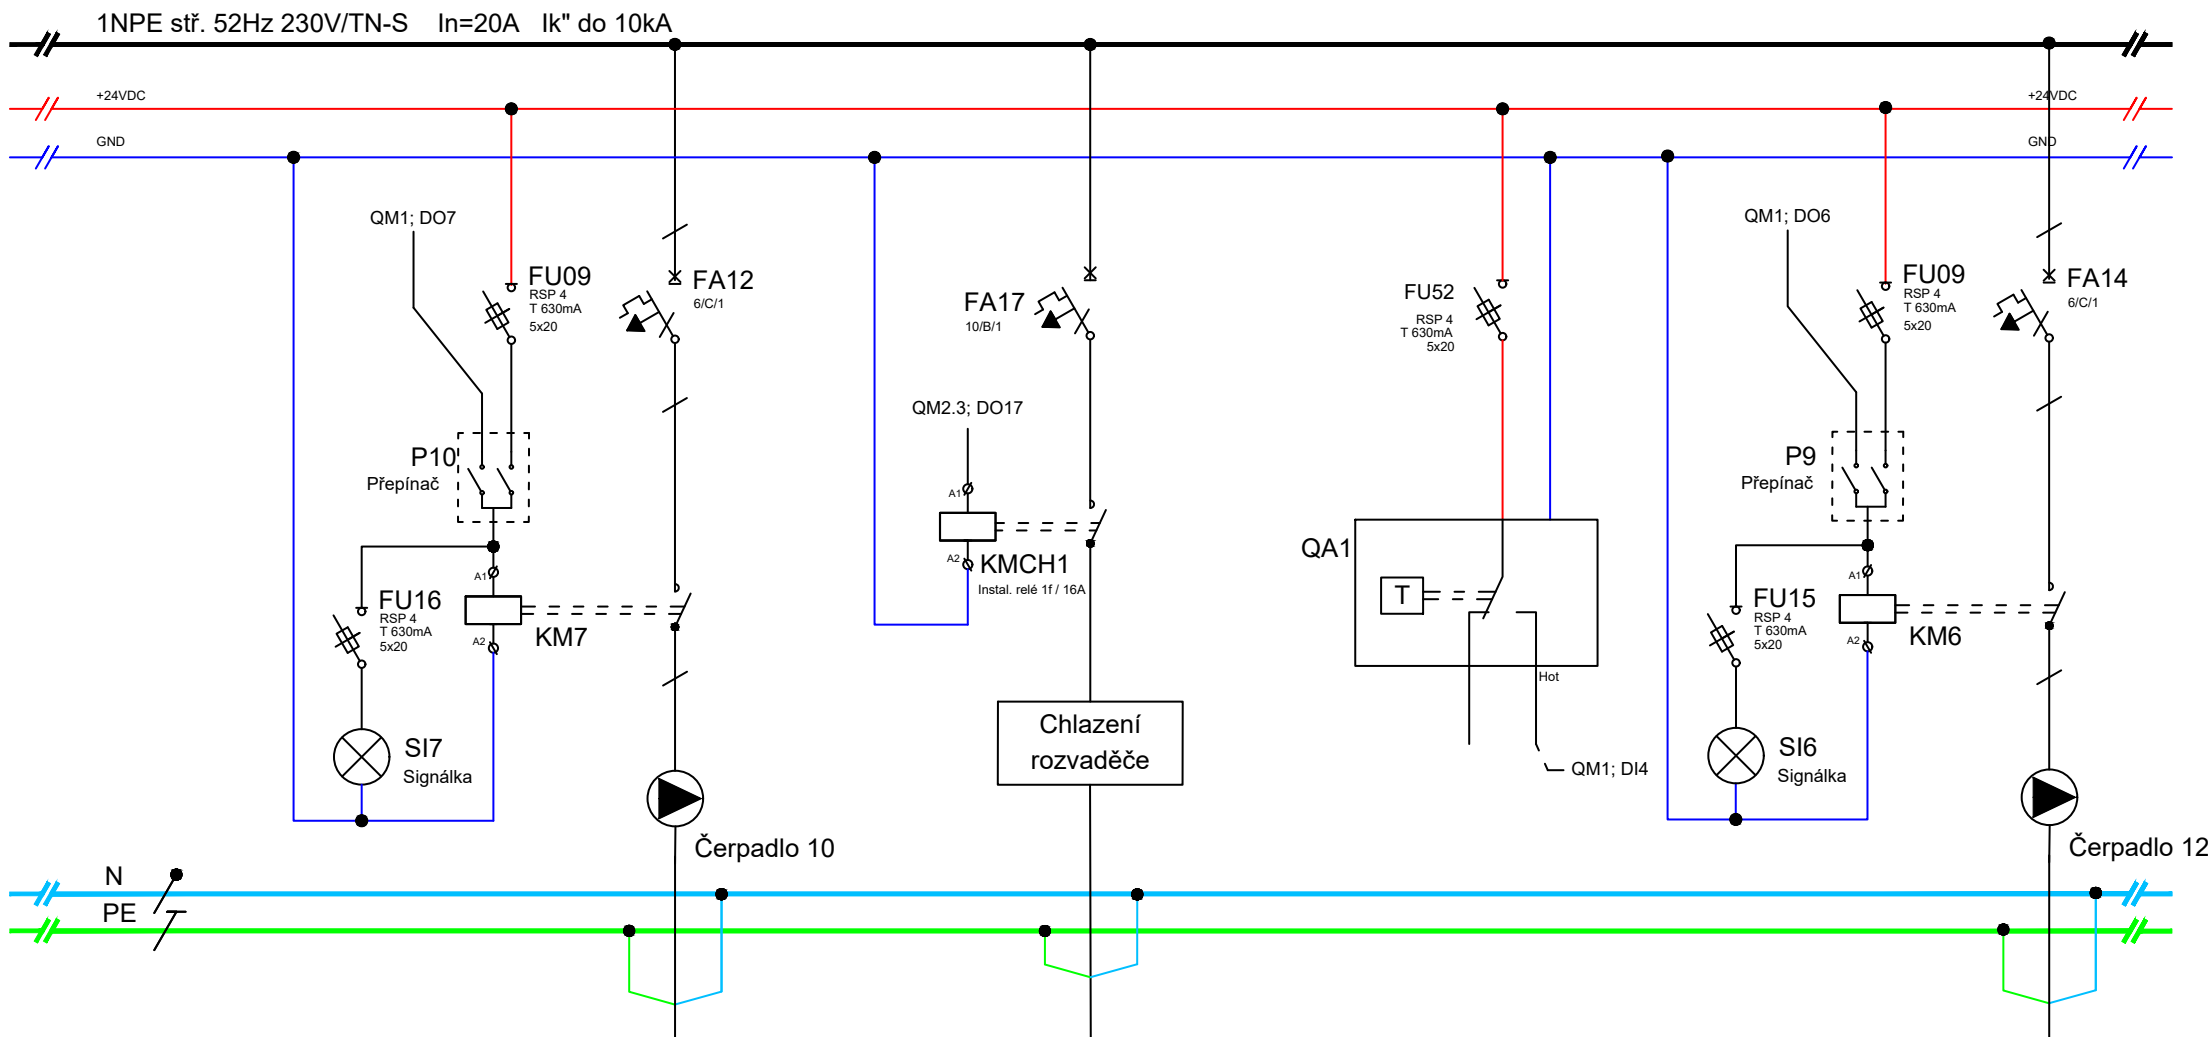 1NPE stř. 52Hz 230V/TN-S In=20A Ik" do 10kA
+24VDC
+24VDC
GND
GND
QM1; DO7
FU09
RSP 4
T 630mA
5x20
FA12
6/C/1
P10
Přepínač
A1
A2
KM7
FU16
RSP 4
T 630mA
5x20
SI7
Signálka
Čerpadlo 10
FA17
10/B/1
QM2.3; DO17
A1
A2
KMCH1
Instal. relé 1f / 16A
Chlazení
rozvaděče
FU52
RSP 4
T 630mA
5x20
QA1
T
Hot
QM1; DI4
QM1; DO6
FU09
RSP 4
T 630mA
5x20
FA14
6/C/1
P9
Přepínač
A1
A2
KM6
FU15
RSP 4
T 630mA
5x20
SI6
Signálka
Čerpadlo 12
N
PE